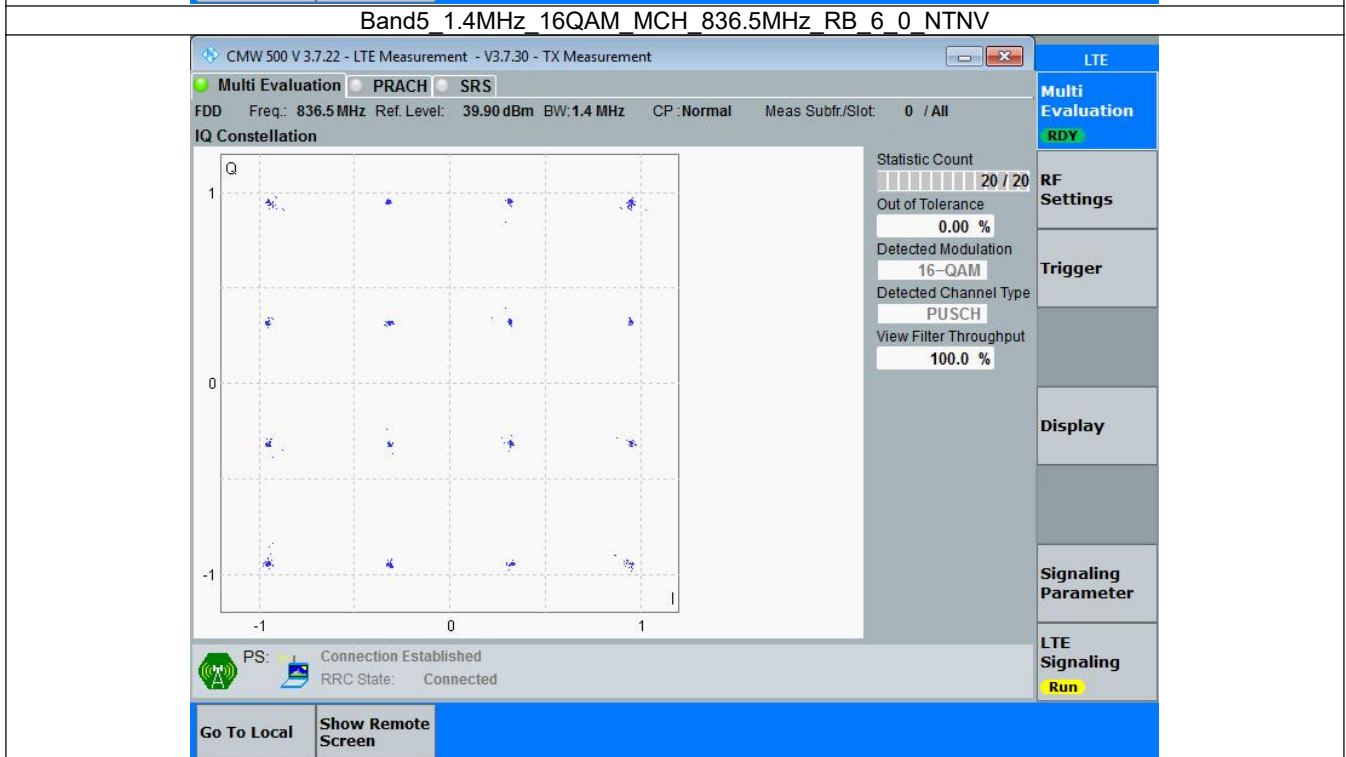 Band5_1.4MHz_16QAM_MCH_836.5MHz_RB_6_0_NTNV
CMW 500 V 3.7.22 - LTE Measurement - V3.7.30 - TX Measurement
LTE
Multi Evaluation PRACH SRS
FDD Freq.: 836.5 MHz Ref. Level: 39.90 dBm BW: 1.4 MHz CP : Normal Meas Subfr./Slot: 0 / All
IQ Constellation
Q
1
0
-1
I
-1 0 1
Statistic Count
20 / 20
Out of Tolerance
0.00 %
Detected Modulation
16-QAM
Detected Channel Type
PUSCH
View Filter Throughput
100.0 %
Multi
Evaluation
RDY
RF
Settings
Trigger
Display
Signaling
Parameter
LTE
Signaling
Run
PS:
Connection Established
RRC State: Connected
Go To Local
Show Remote
Screen